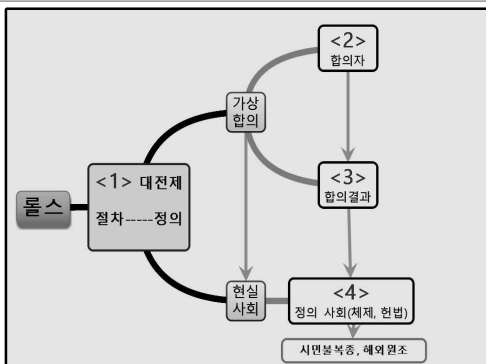 롤스
<1> 대전제
절차-----정의
가상
합의
<2>
합의자
<3>
합의결과
현실
사회
<4>
정의 사회(체제, 헌법)
시민불복종, 해외원조